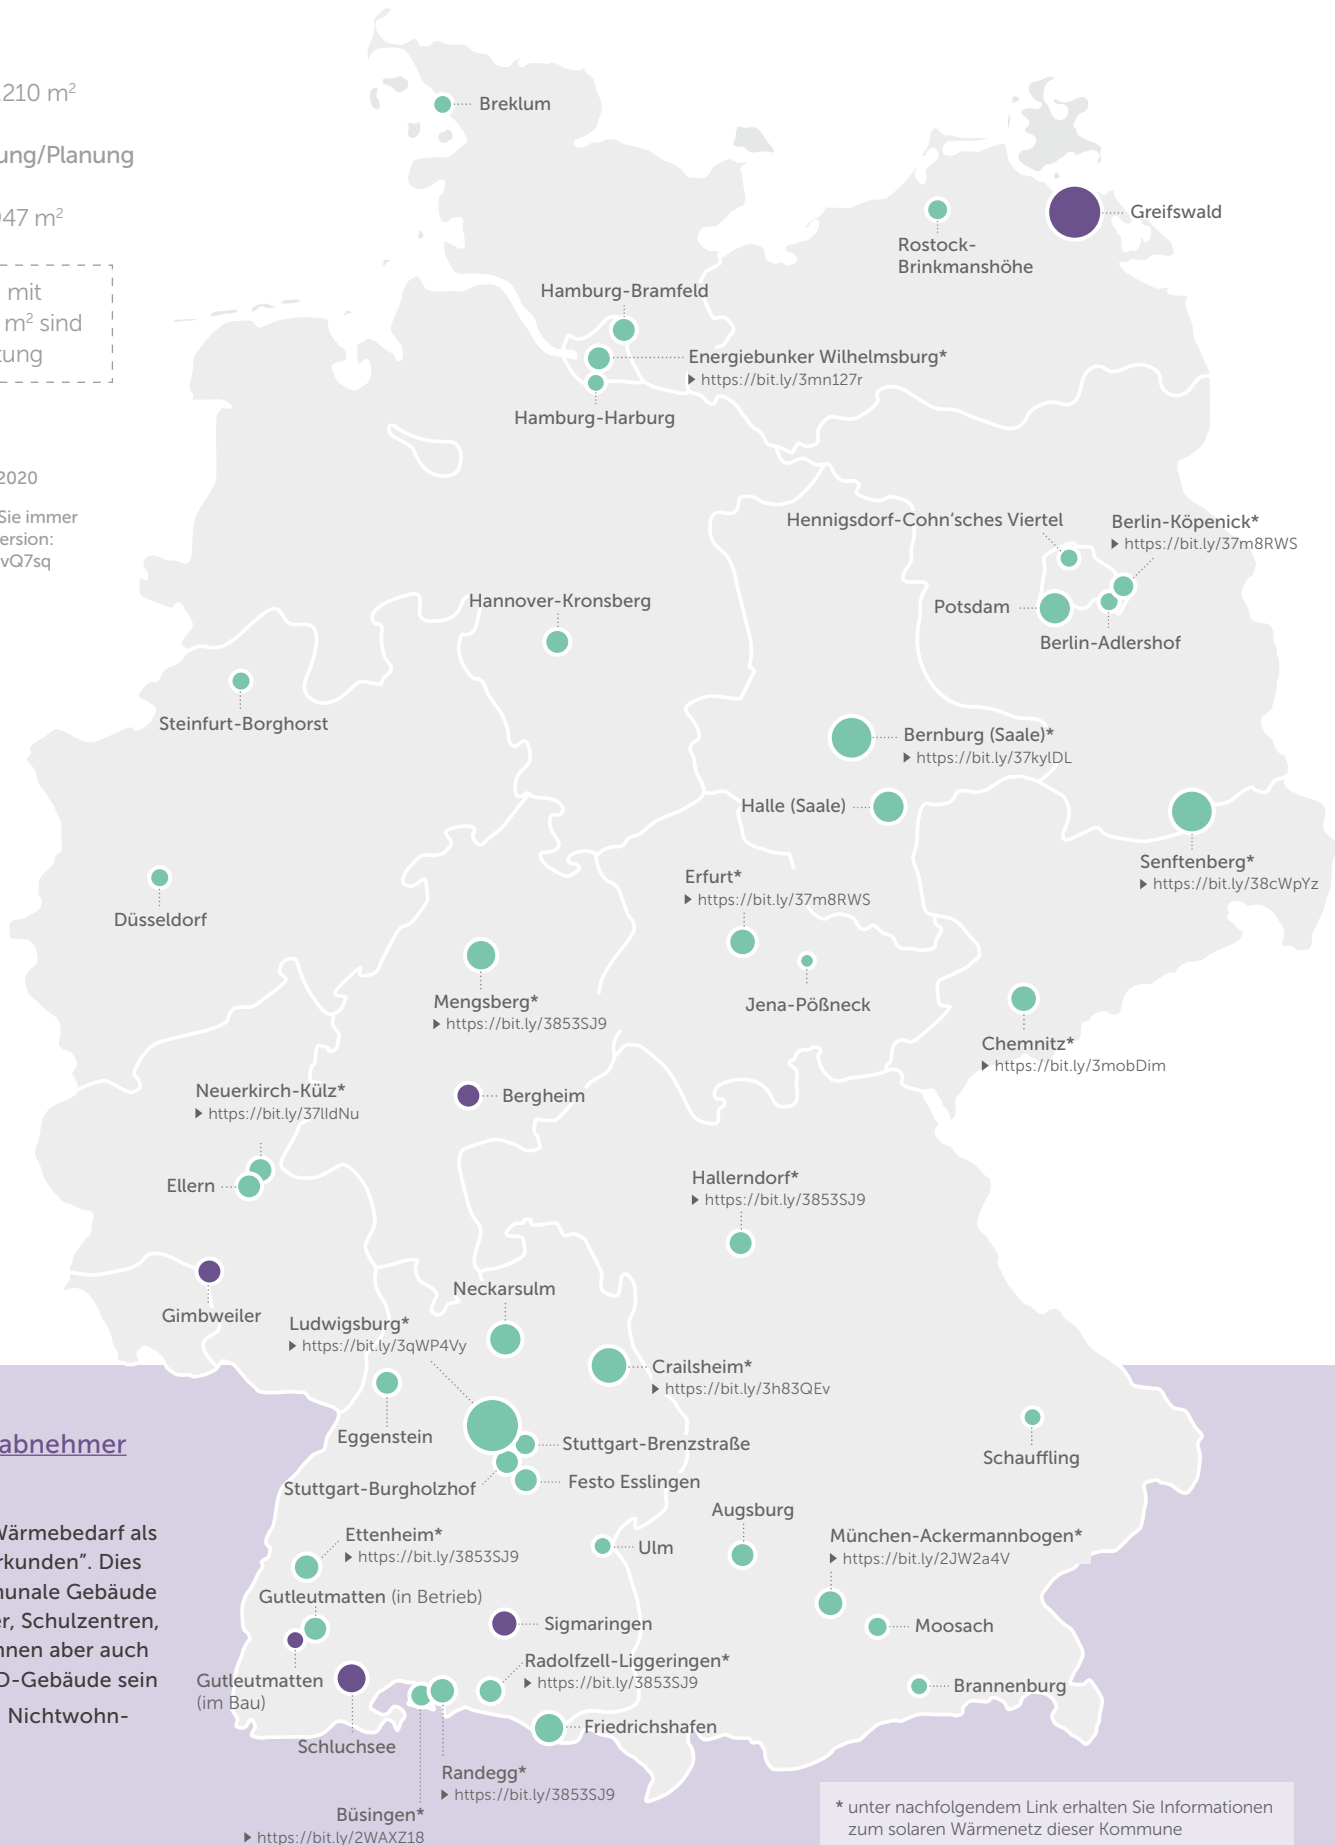 210 m²
ung/Planung
947 m²
mit
m² sind
tung
2020
Sie immer
ersion:
vQ7sq
Breklum
Greifswald
Rostock-
Brinkmanshöhe
Hamburg-Bramfeld
Energiebunker Wilhelmsburg*
▶ https://bit.ly/3mn127r
Hamburg-Harburg
Hennigsdorf-Cohn'sches Viertel
Berlin-Köpenick*
▶ https://bit.ly/37m8RWS
Hannover-Kronsberg
Potsdam
Berlin-Adlershof
Steinfurt-Borghorst
Bernburg (Saale)*
▶ https://bit.ly/37kylDL
Halle (Saale)
Senftenberg*
▶ https://bit.ly/38cWpYz
Erfurt*
▶ https://bit.ly/37m8RWS
Düsseldorf
Mengsberg*
▶ https://bit.ly/3853SJ9
Jena-Pößneck
Chemnitz*
▶ https://bit.ly/3mobDim
Neuerkirch-Külz*
▶ https://bit.ly/37lIdNu
Bergheim
Ellern
Hallerndorf*
▶ https://bit.ly/3853SJ9
Gimbweiler
Neckarsulm
Ludwigsburg*
▶ https://bit.ly/3qWP4Vy
Crailsheim*
▶ https://bit.ly/3h83QEv
Eggenstein
Stuttgart-Brenzstraße
Schauffling
Stuttgart-Burgholzhof
Festo Esslingen
Augsburg
Ettenheim*
▶ https://bit.ly/3853SJ9
Ulm
München-Ackermannbogen*
▶ https://bit.ly/2JW2a4V
Gutleutmatten (in Betrieb)
Sigmaringen
Moosach
Radolfzell-Liggeringen*
▶ https://bit.ly/3853SJ9
Gutleutmatten
(im Bau)
Brannenburg
Friedrichshafen
Schluchsee
Randegg*
▶ https://bit.ly/3853SJ9
Büsingen*
▶ https://bit.ly/2WAXZ18
abnehmer
Wärmebedarf als
rkunden". Dies
munale Gebäude
er, Schulzentren,
nnen aber auch
D-Gebäude sein
Nichtwohn-
* unter nachfolgendem Link erhalten Sie Informationen
zum solaren Wärmenetz dieser Kommune